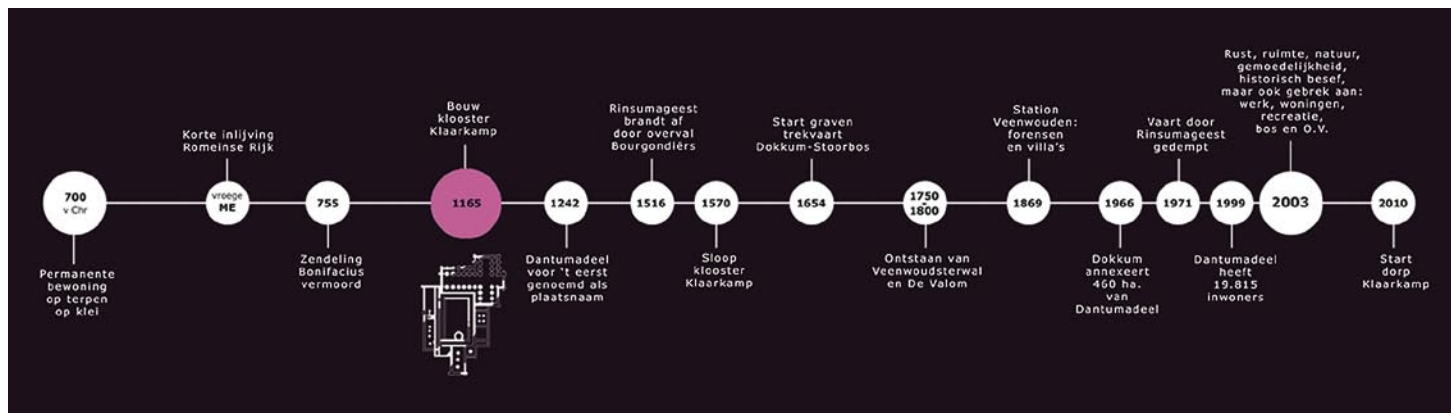 700
v Chr
Permanente
bewoning
op terpen
op klei
Korte inlijving
Romeinse Rijk
vroege
ME
755
Zendeling
Bonifacius
vermoord
Bouw
klooster
Klaarkamp
1165
1242
Dantumadeel
voor 't eerst
genoemd als
plaatsnaam
Rinsumageest
brandt af
door overval
Bourgondiërs
1516
1570
Sloop
klooster
Klaarkamp
Start graven
trekvaart
Dokkum-Stoorbos
1654
1750
-
1800
Ontstaan van
Veenwoudsterwal
en De Valom
Station
Veenwouden:
forensen
en villa's
1869
1966
Dokkum
annexeert
460 ha.
van
Dantumadeel
Vaart door
Rinsumageest
gedempt
1971
1999
Dantumadeel
heeft
19.815
inwoners
Rust, ruimte, natuur,
gemoedelijkheid,
historisch besef,
maar ook gebrek aan:
werk, woningen,
recreatie,
bos en O.V.
2003
2010
Start
dorp
Klaarkamp